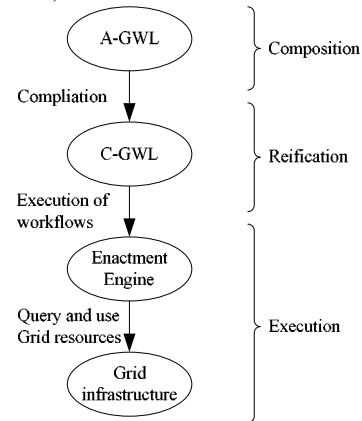 A-GWL
Composition
Compliation
C-GWL
Reification
Execution of
workflows
Enactment
Engine
Query and use
Grid resources
Execution
Grid
infrastructure